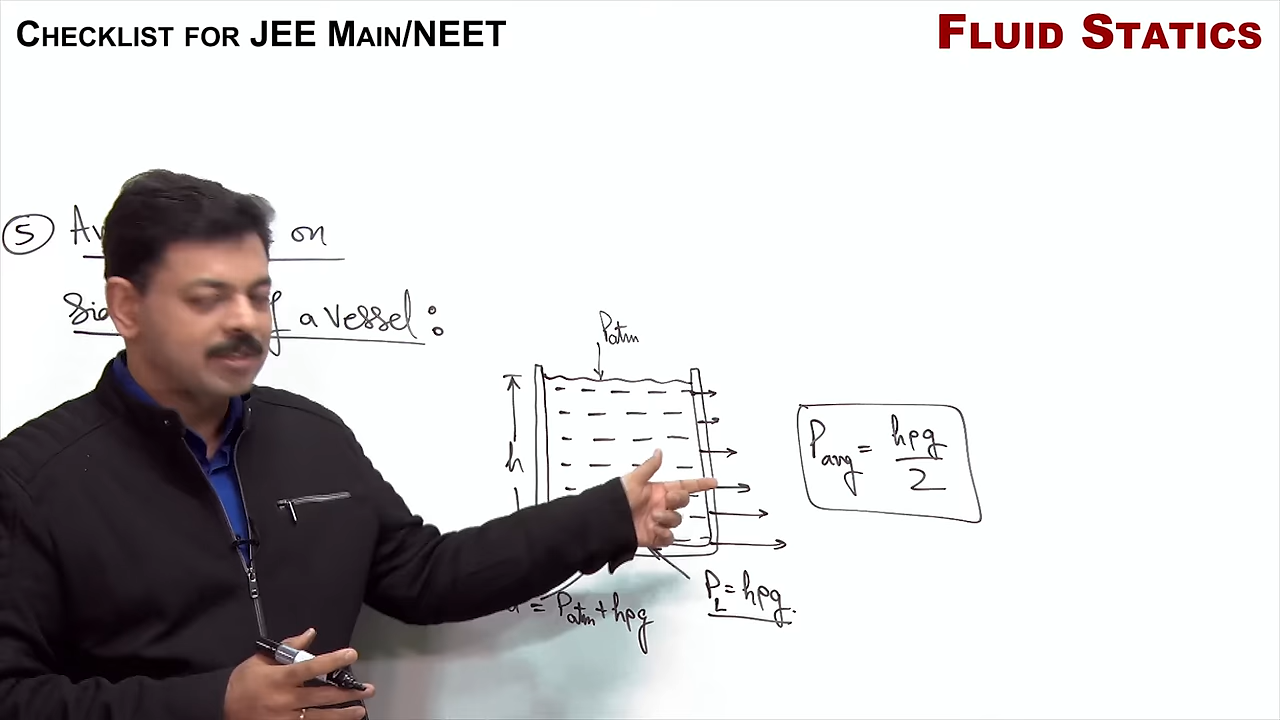 CHECKLIST FOR JEE MAIN/NEET
FLUID STATICS
5
on
a vessel:
Patm
h
Pavg = hρg/2
= Patm + hρg
PL = hρg.